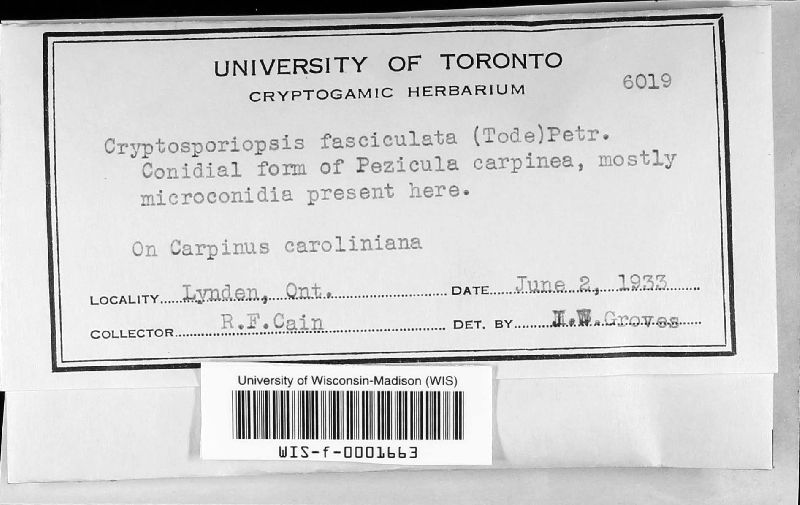 UNIVERSITY OF TORONTO
CRYPTOGAMIC HERBARIUM
6019
Cryptosporiopsis fasciculata (Tode)Petr.
Conidial form of Pezicula carpinea, mostly
microconidia present here.
On Carpinus caroliniana
LOCALITY Lynden, Ont. DATE June 2, 1933
COLLECTOR R.F.Cain DET. BY J.W.Groves
University of Wisconsin-Madison (WIS)
WIS-f-0001663